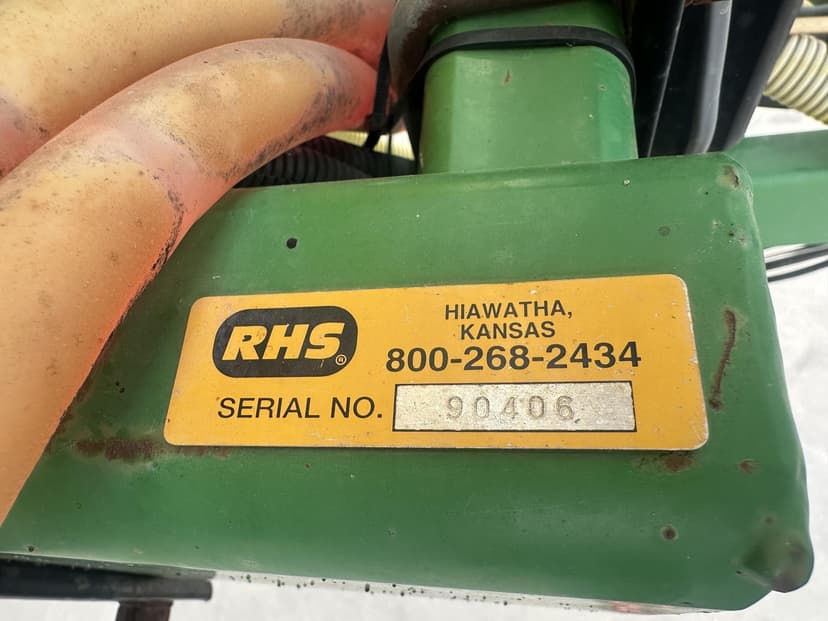 RHS®
HIAWATHA,
KANSAS
800-268-2434
SERIAL NO. 90406